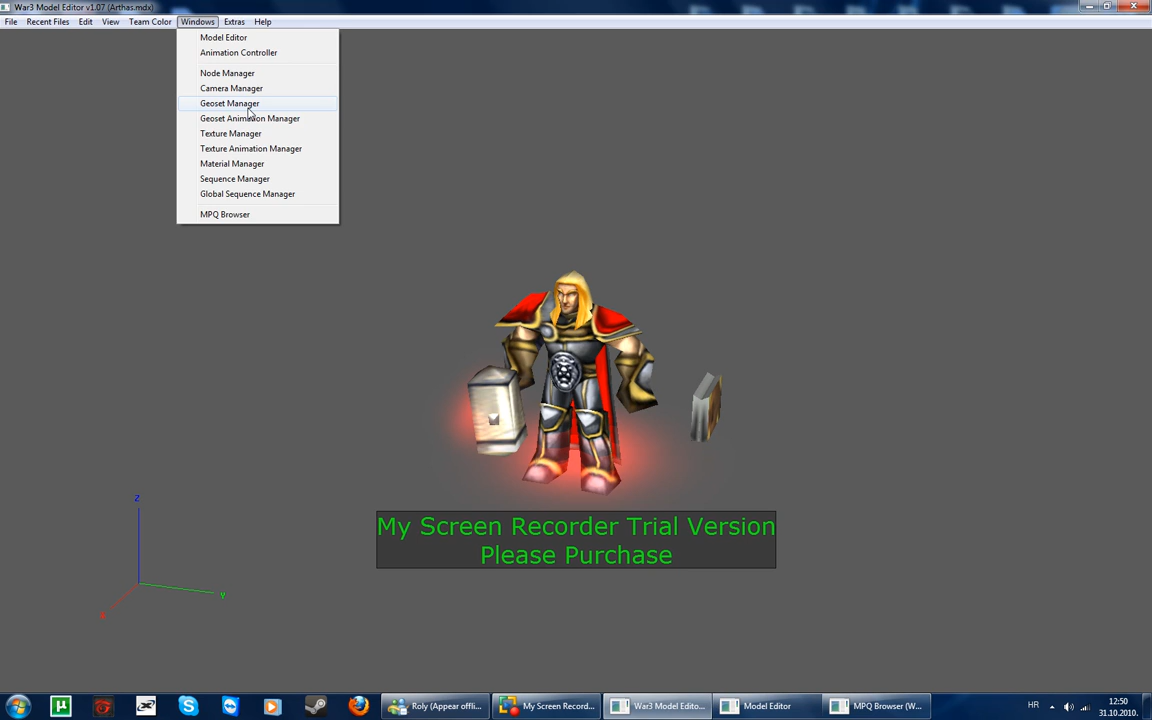 War3 Model Editor v1.07 (Arthas.mdx)
File Recent Files Edit View Team Color Windows Extras Help
Model Editor
Animation Controller
Node Manager
Camera Manager
Geoset Manager
Geoset Animation Manager
Texture Manager
Texture Animation Manager
Material Manager
Sequence Manager
Global Sequence Manager
MPQ Browser
z
y
x
My Screen Recorder Trial Version
Please Purchase
Roly (Appear offli...
My Screen Record...
War3 Model Edito...
Model Editor
MPQ Browser (W...
HR
12:50
31.10.2010.